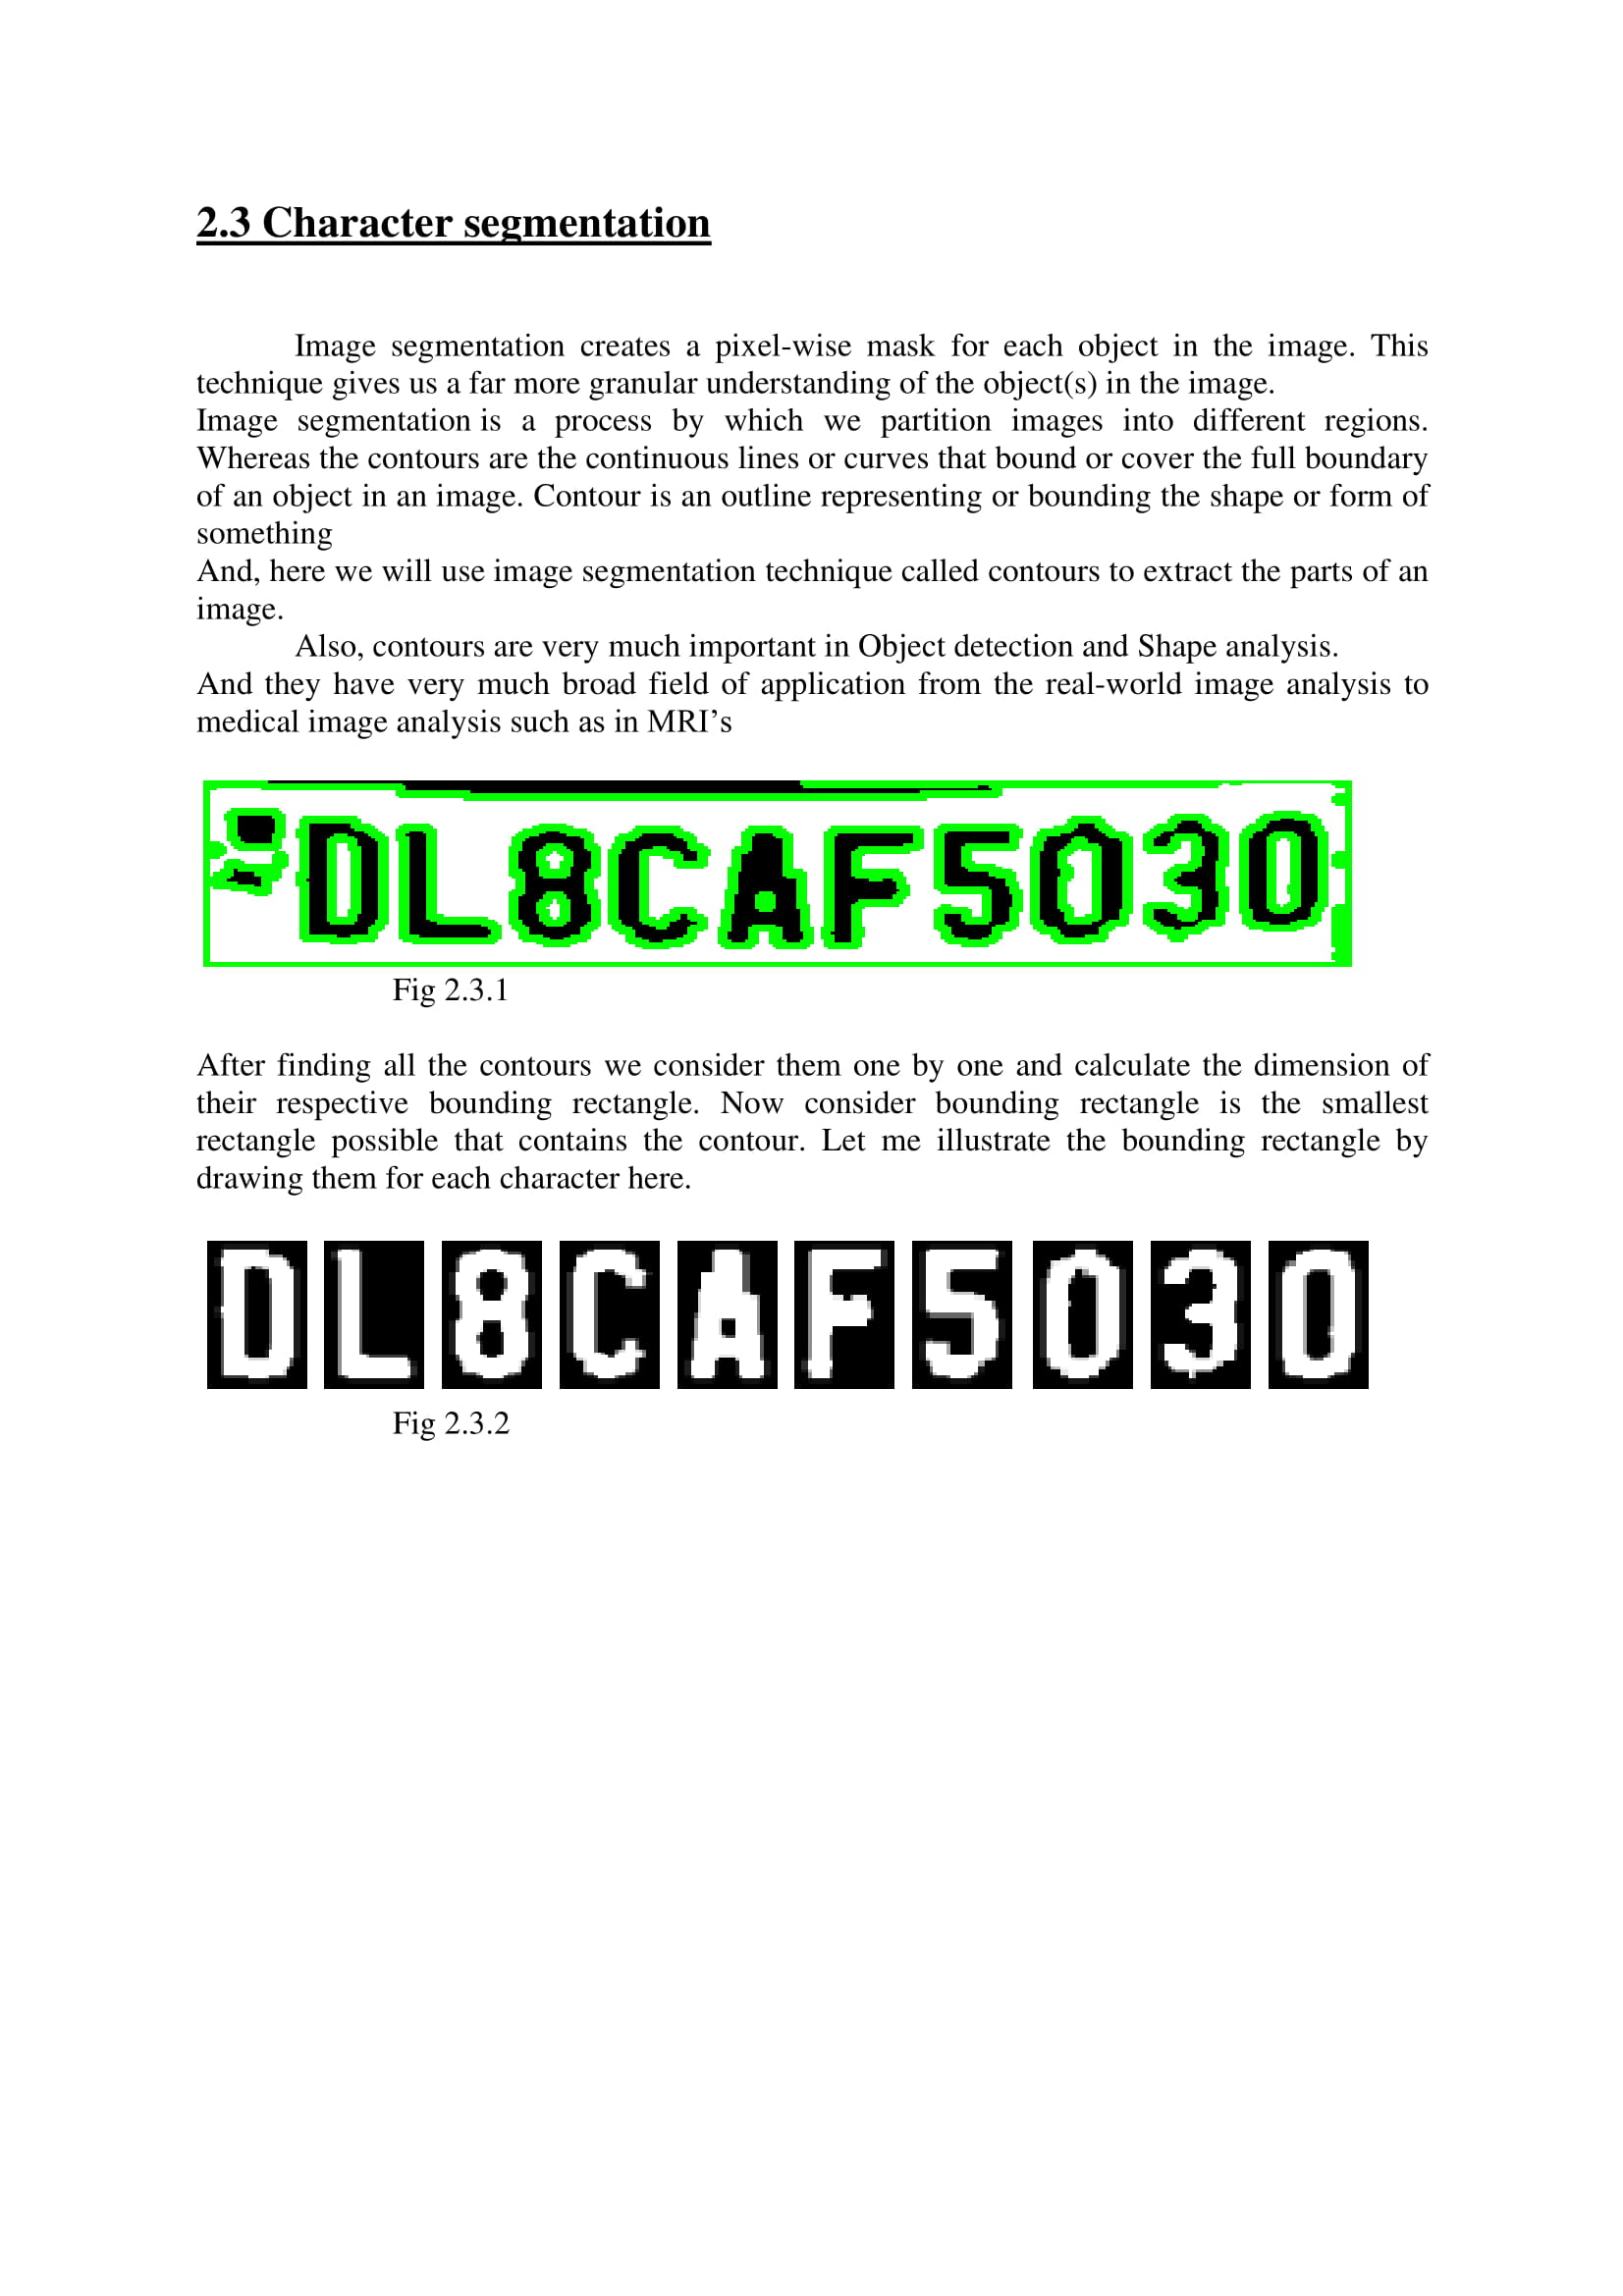 2.3 Character segmentation
Image segmentation creates a pixel-wise mask for each object in the image. This
technique gives us a far more granular understanding of the object(s) in the image.
Image segmentation is a process by which we partition images into different regions.
Whereas the contours are the continuous lines or curves that bound or cover the full boundary
of an object in an image. Contour is an outline representing or bounding the shape or form of
something
And, here we will use image segmentation technique called contours to extract the parts of an
image.
Also, contours are very much important in Object detection and Shape analysis.
And they have very much broad field of application from the real-world image analysis to
medical image analysis such as in MRI’s
DL8CAF5030
Fig 2.3.1
After finding all the contours we consider them one by one and calculate the dimension of
their respective bounding rectangle. Now consider bounding rectangle is the smallest
rectangle possible that contains the contour. Let me illustrate the bounding rectangle by
drawing them for each character here.
DL8CAF5030
Fig 2.3.2